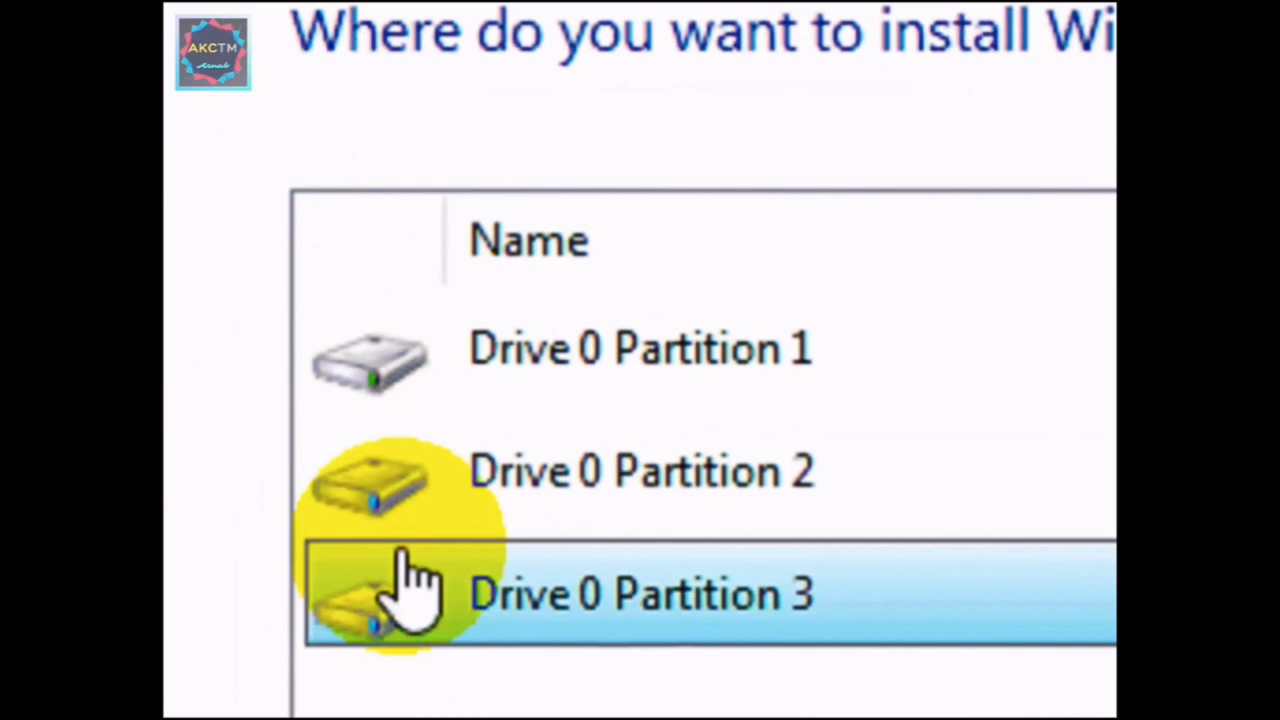 AKCTM
Arnab
Where do you want to install Wi
Name
Drive 0 Partition 1
Drive 0 Partition 2
Drive 0 Partition 3